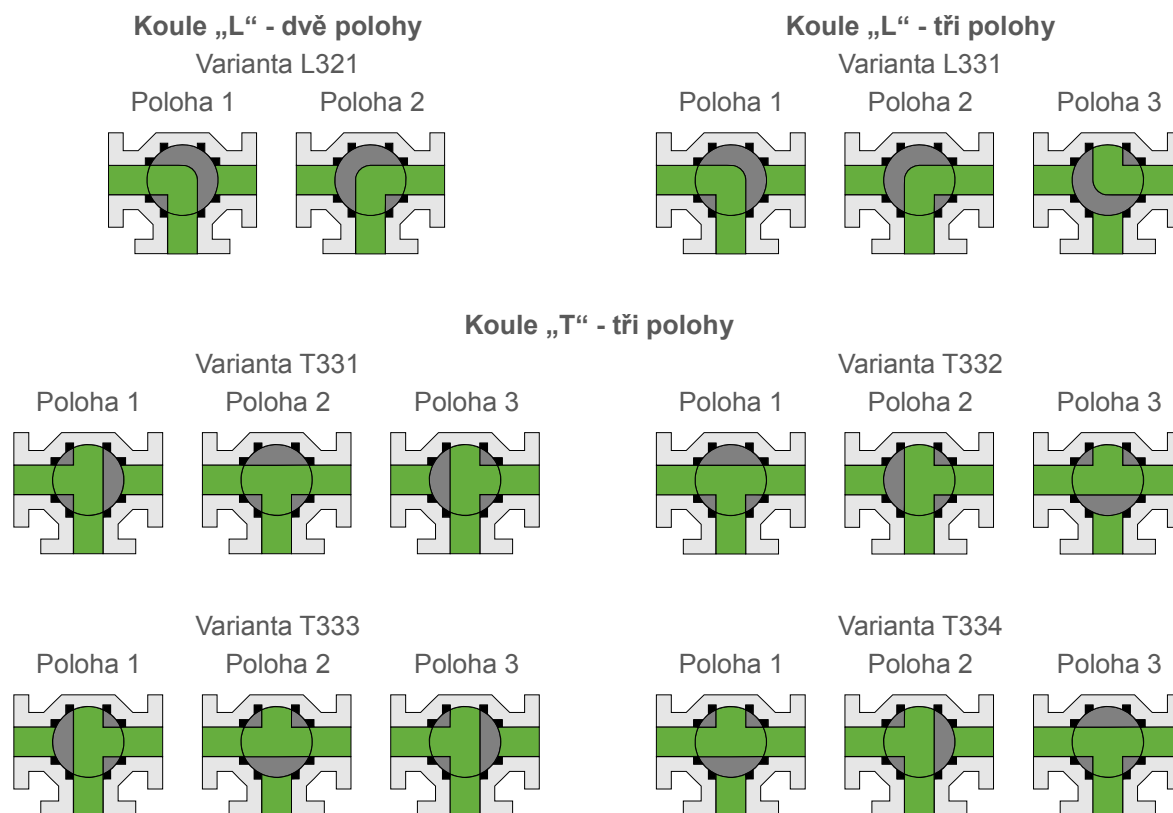 Koule „L“ - dvě polohy
Varianta L321
Poloha 1 Poloha 2
Koule „L“ - tři polohy
Varianta L331
Poloha 1 Poloha 2 Poloha 3
Koule „T“ - tři polohy
Varianta T331
Poloha 1 Poloha 2 Poloha 3
Varianta T332
Poloha 1 Poloha 2 Poloha 3
Varianta T333
Poloha 1 Poloha 2 Poloha 3
Varianta T334
Poloha 1 Poloha 2 Poloha 3